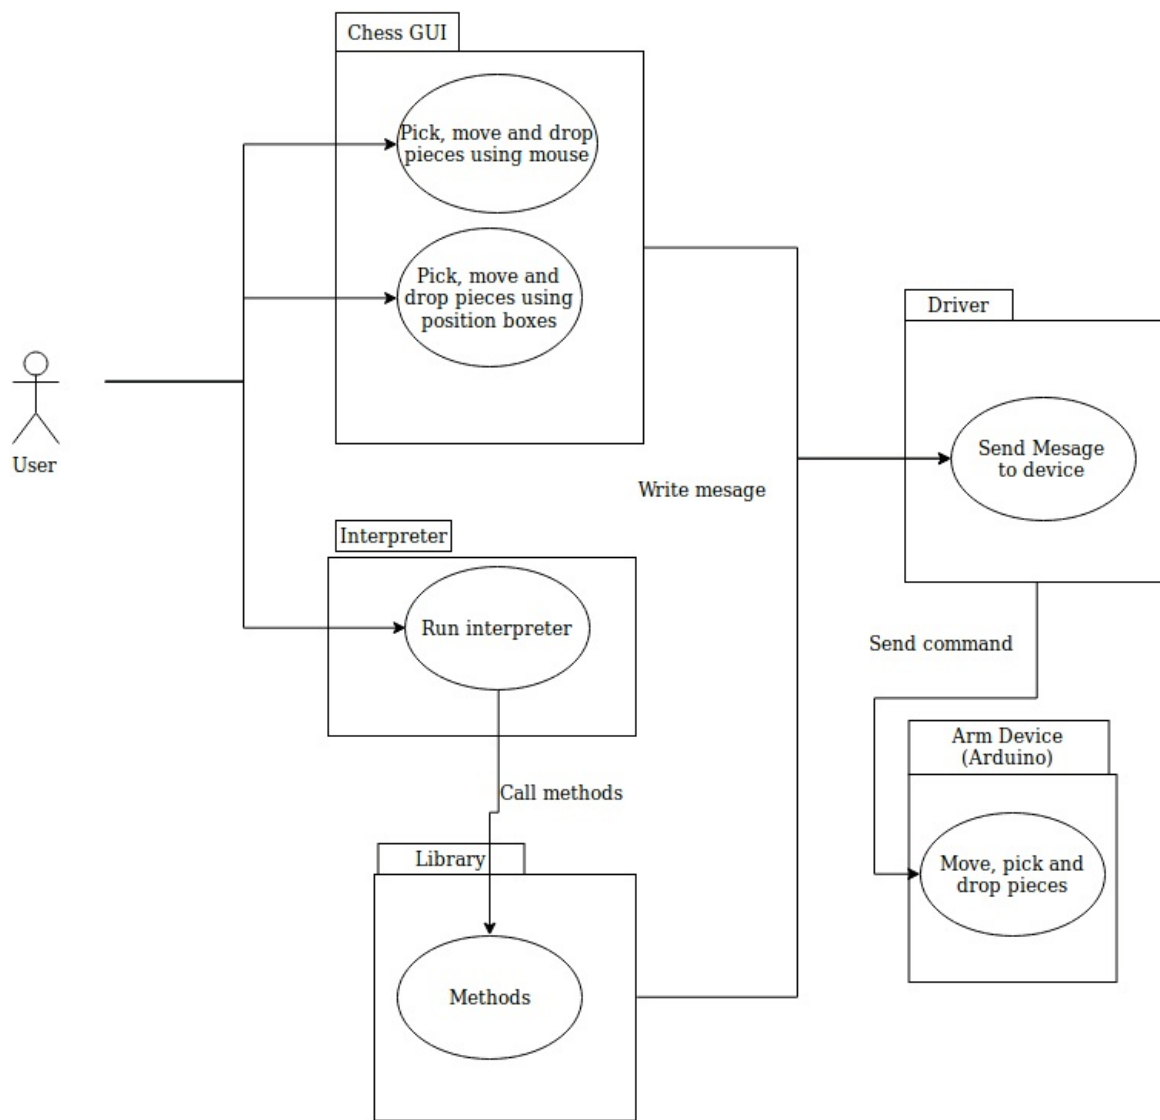 Chess GUI
Pick, move and drop
pieces using mouse
Pick, move and
drop pieces using
position boxes
User
Interpreter
Run interpreter
Call methods
Library
Methods
Write mesage
Driver
Send Mesage
to device
Send command
Arm Device
(Arduino)
Move, pick and
drop pieces